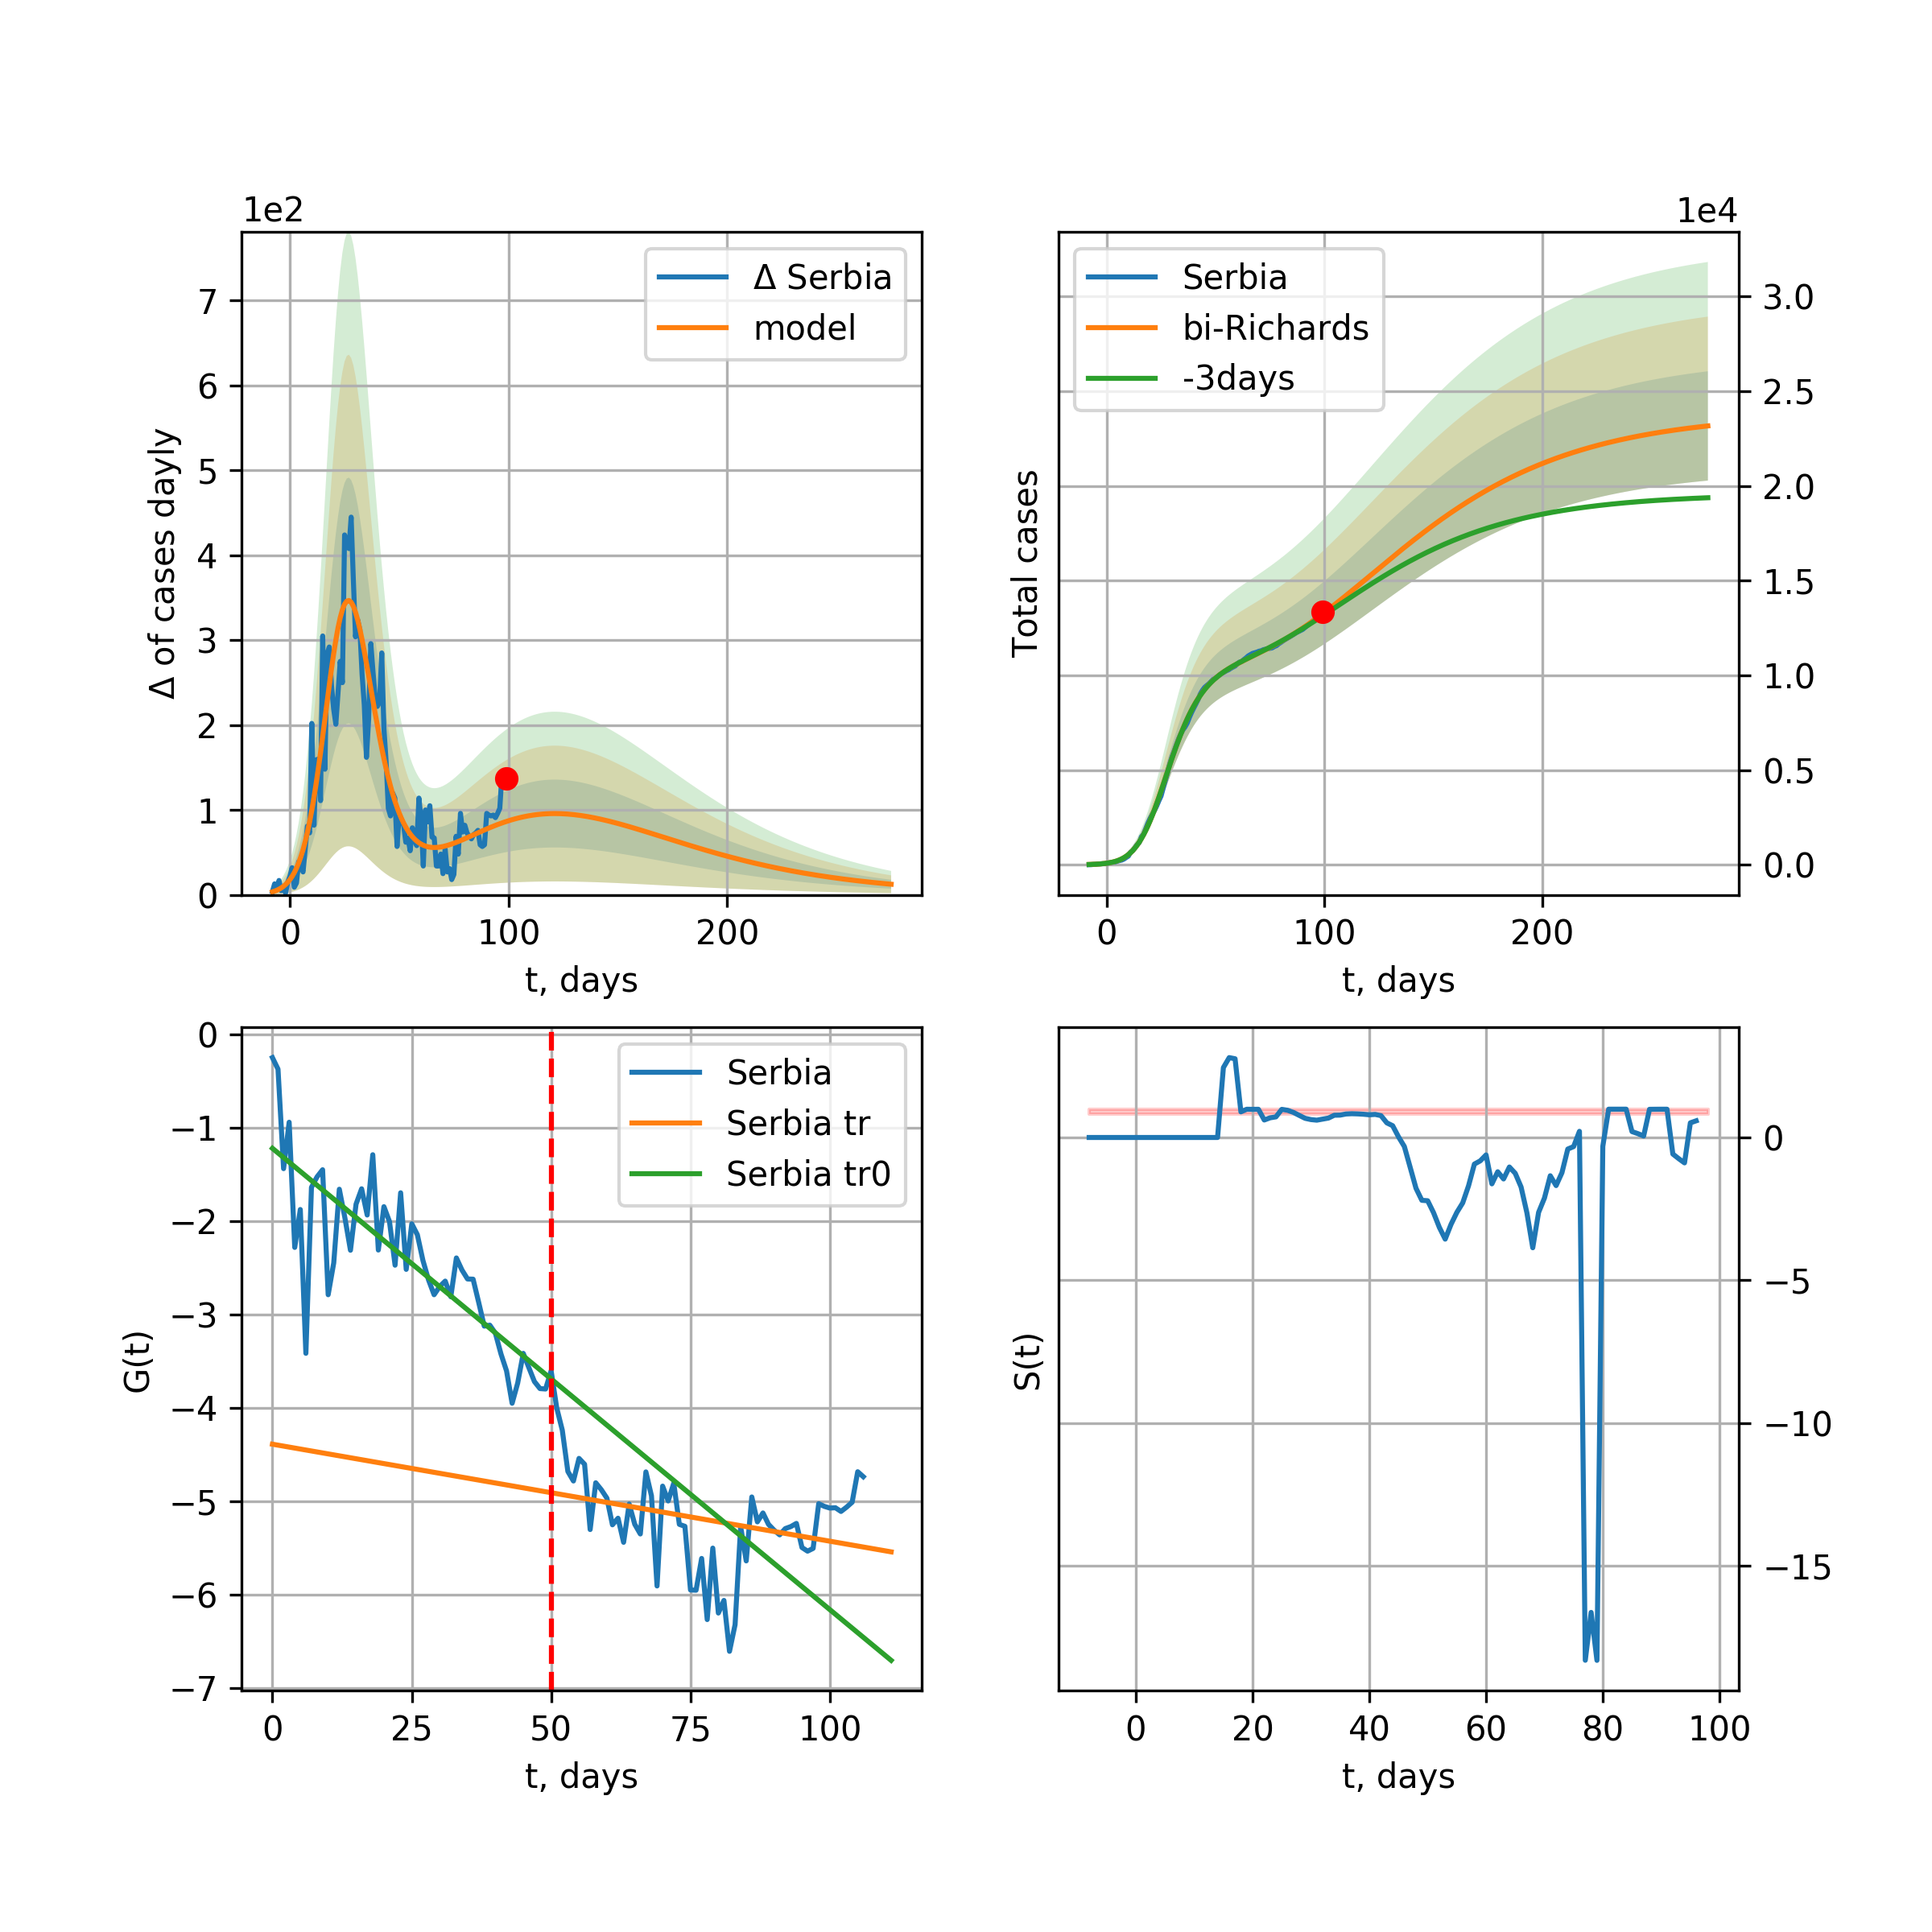 1e2
7
6
5
4
3
2
1
0
Δ of cases dayly
Δ Serbia
model
0 100 200
t, days
1e4
Serbia
bi-Richards
-3days
Total cases
3.0
2.5
2.0
1.5
1.0
0.5
0.0
0 100 200
t, days
0
−1
−2
−3
−4
−5
−6
−7
G(t)
Serbia
Serbia tr
Serbia tr0
0 25 50 75 100
t, days
S(t)
0
−5
−10
−15
0 20 40 60 80 100
t, days